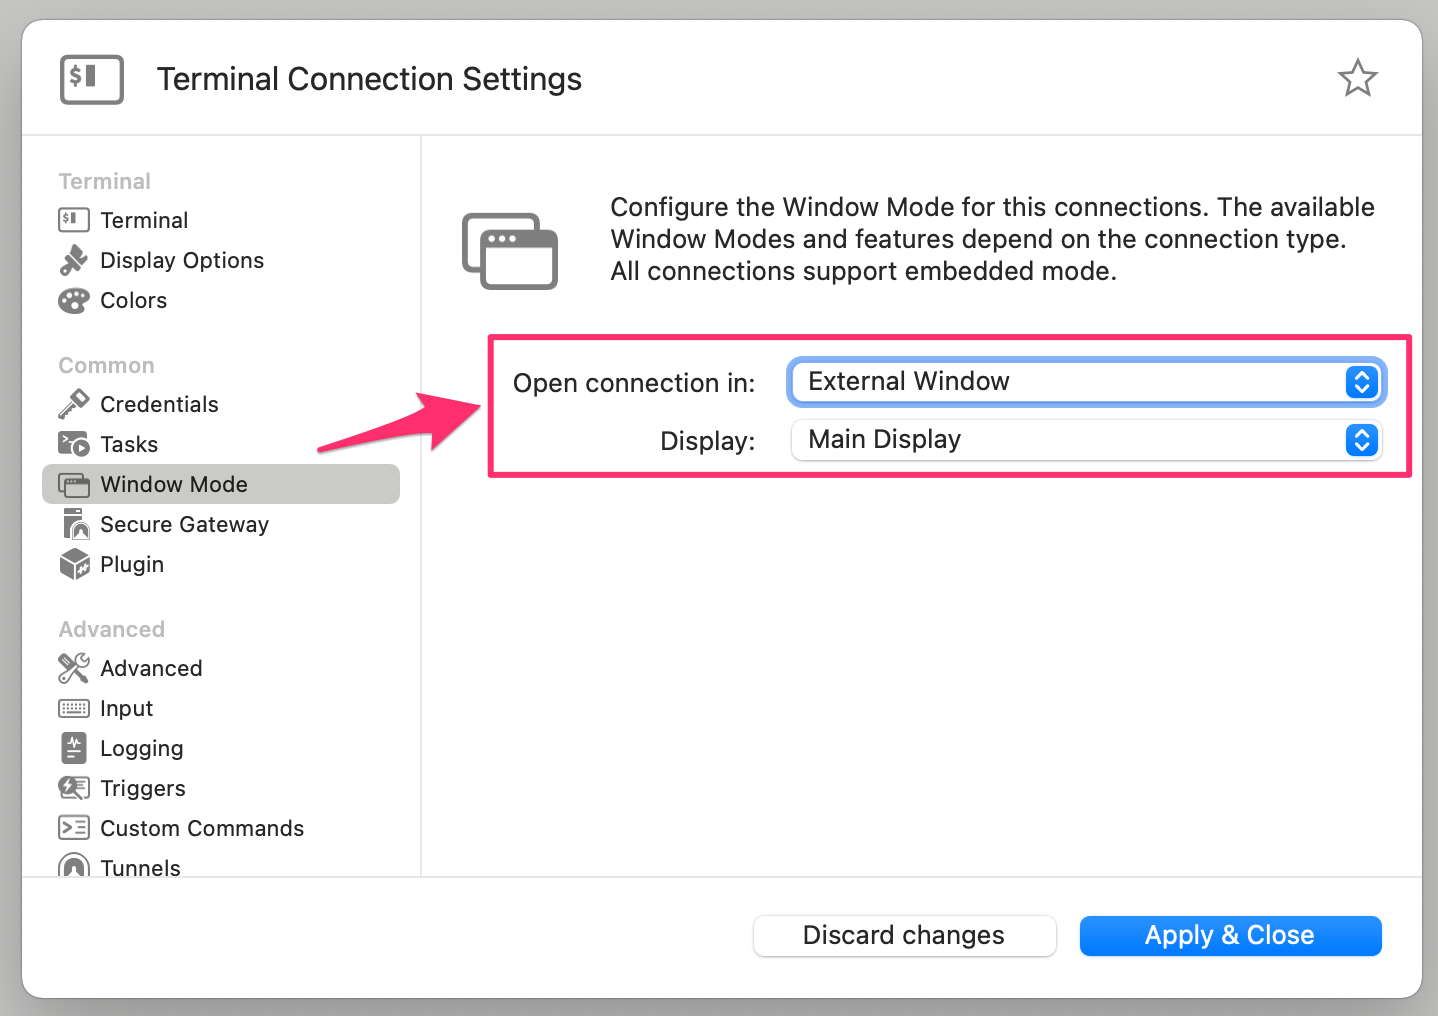 Terminal Connection Settings
Terminal
Terminal
Display Options
Colors
Common
Credentials
Tasks
Window Mode
Secure Gateway
Plugin
Advanced
Advanced
Input
Logging
Triggers
Custom Commands
Tunnels
Configure the Window Mode for this connections. The available
Window Modes and features depend on the connection type.
All connections support embedded mode.
Open connection in: External Window
Display: Main Display
Discard changes
Apply & Close